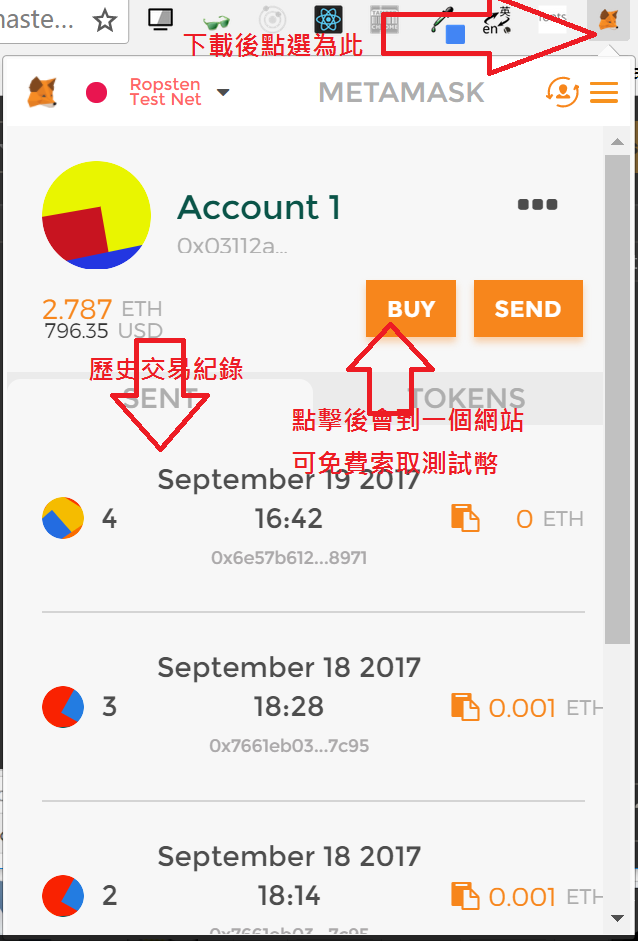 naste...
英
en
下載後點選為此
Ropsten
Test Net
METAMASK
Account 1
0x03112a...
2.787 ETH
796.35 USD
BUY
SEND
歷史交易紀錄
SENT
TOKENS
點擊後會到一個網站
可免費索取測試幣
September 19 2017
4 16:42 0 ETH
0x6e57b612...8971
September 18 2017
3 18:28 0.001 ETH
0x7661eb03...7c95
September 18 2017
2 18:14 0.001 ETH